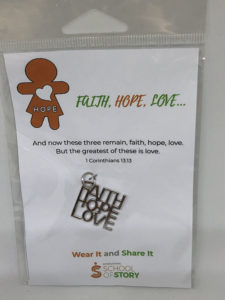 HOPE
FAITH, HOPE, LOVE...
And now these three remain, faith, hope, love.
But the greatest of these is love.
1 Corinthians 13:13
FAITH
HOPE
LOVE
Wear It and Share It
SCHOOL
OF STORY